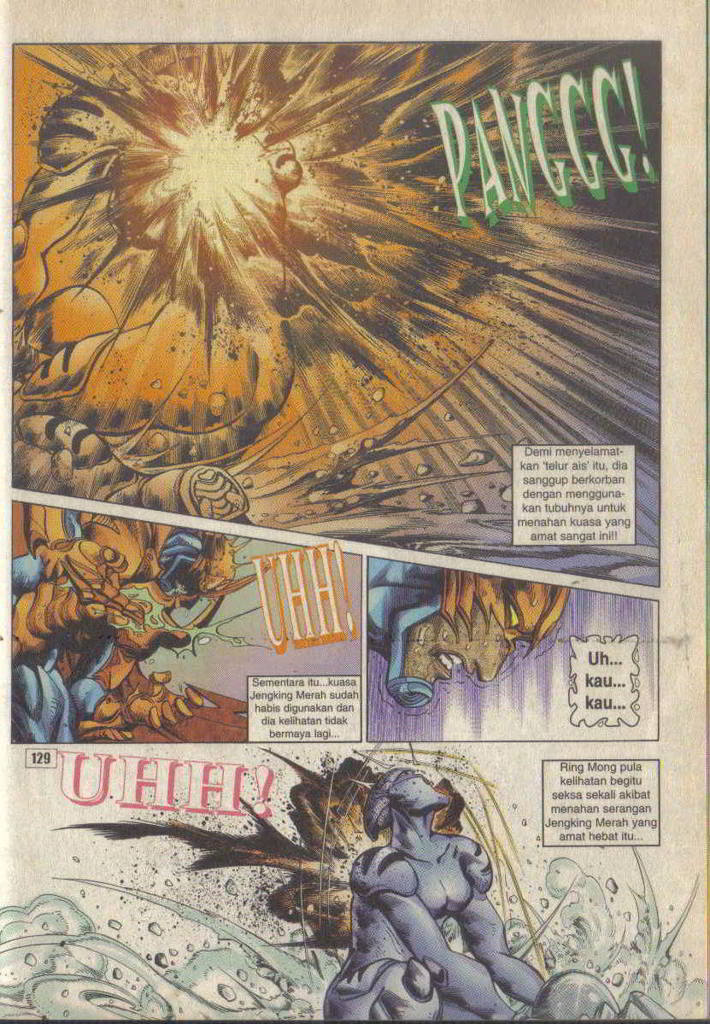 PANGGG!
Demi menyelamat-
kan 'telur ais' itu, dia
sanggup berkorban
dengan mengguna-
kan tubuhnya untuk
menahan kuasa yang
amat sangat ini!!
UHH!
Sementara itu...kuasa
Jengking Merah sudah
habis digunakan dan
dia kelihatan tidak
bermaya lagi...
Uh...
kau...
kau...
129
UHH!
Ring Mong pula
kelihatan begitu
seksa sekali akibat
menahan serangan
Jengking Merah yang
amat hebat itu...